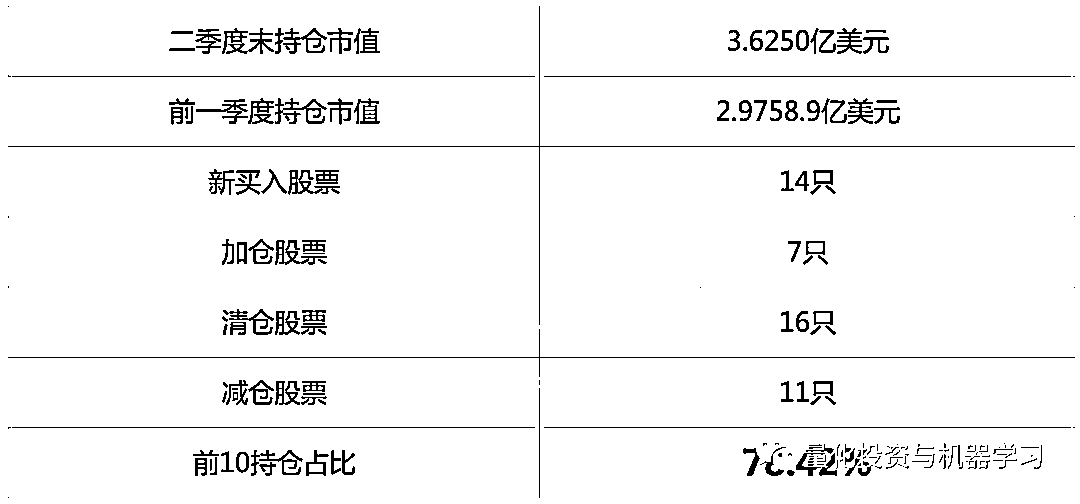 二季度末持仓市值 3.6250亿美元
前一季度持仓市值 2.9758.9亿美元
新买入股票 14只
加仓股票 7只
清仓股票 16只
减仓股票 11只
前10持仓占比
量化投资与机器学习